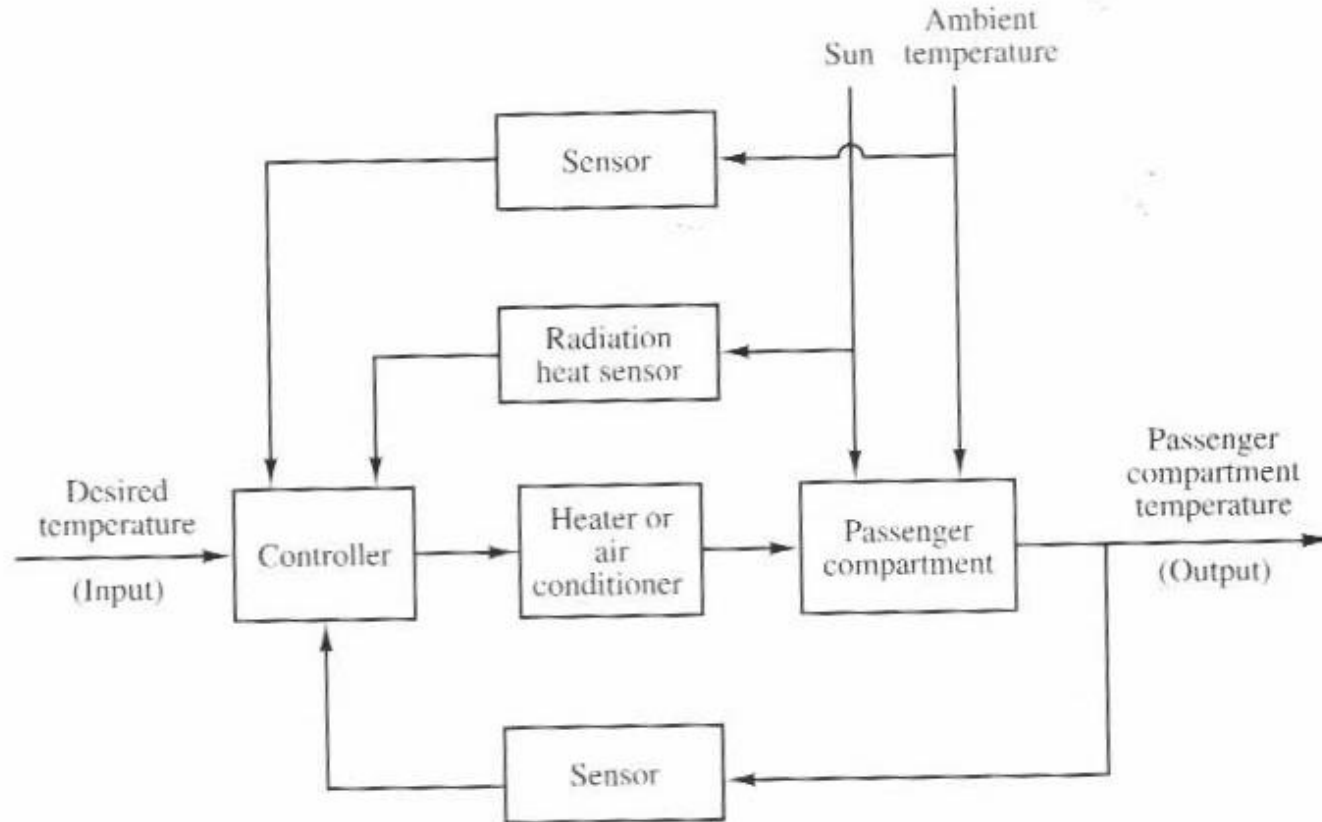 Ambient
Sun temperature
Sensor
Radiation
heat sensor
Desired
temperature
(Input)
Controller
Heater or
air
conditioner
Passenger
compartment
Passenger
compartment
temperature
(Output)
Sensor